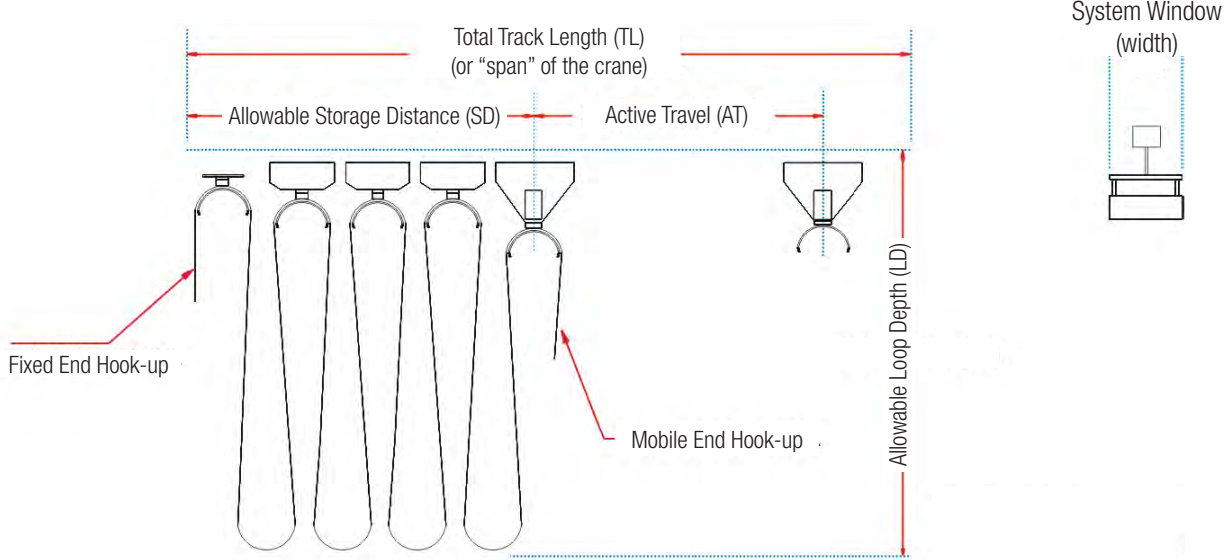 System Window
(width)
Total Track Length (TL)
(or “span” of the crane)
Allowable Storage Distance (SD)
Active Travel (AT)
Allowable Loop Depth (LD)
Fixed End Hook-up
Mobile End Hook-up